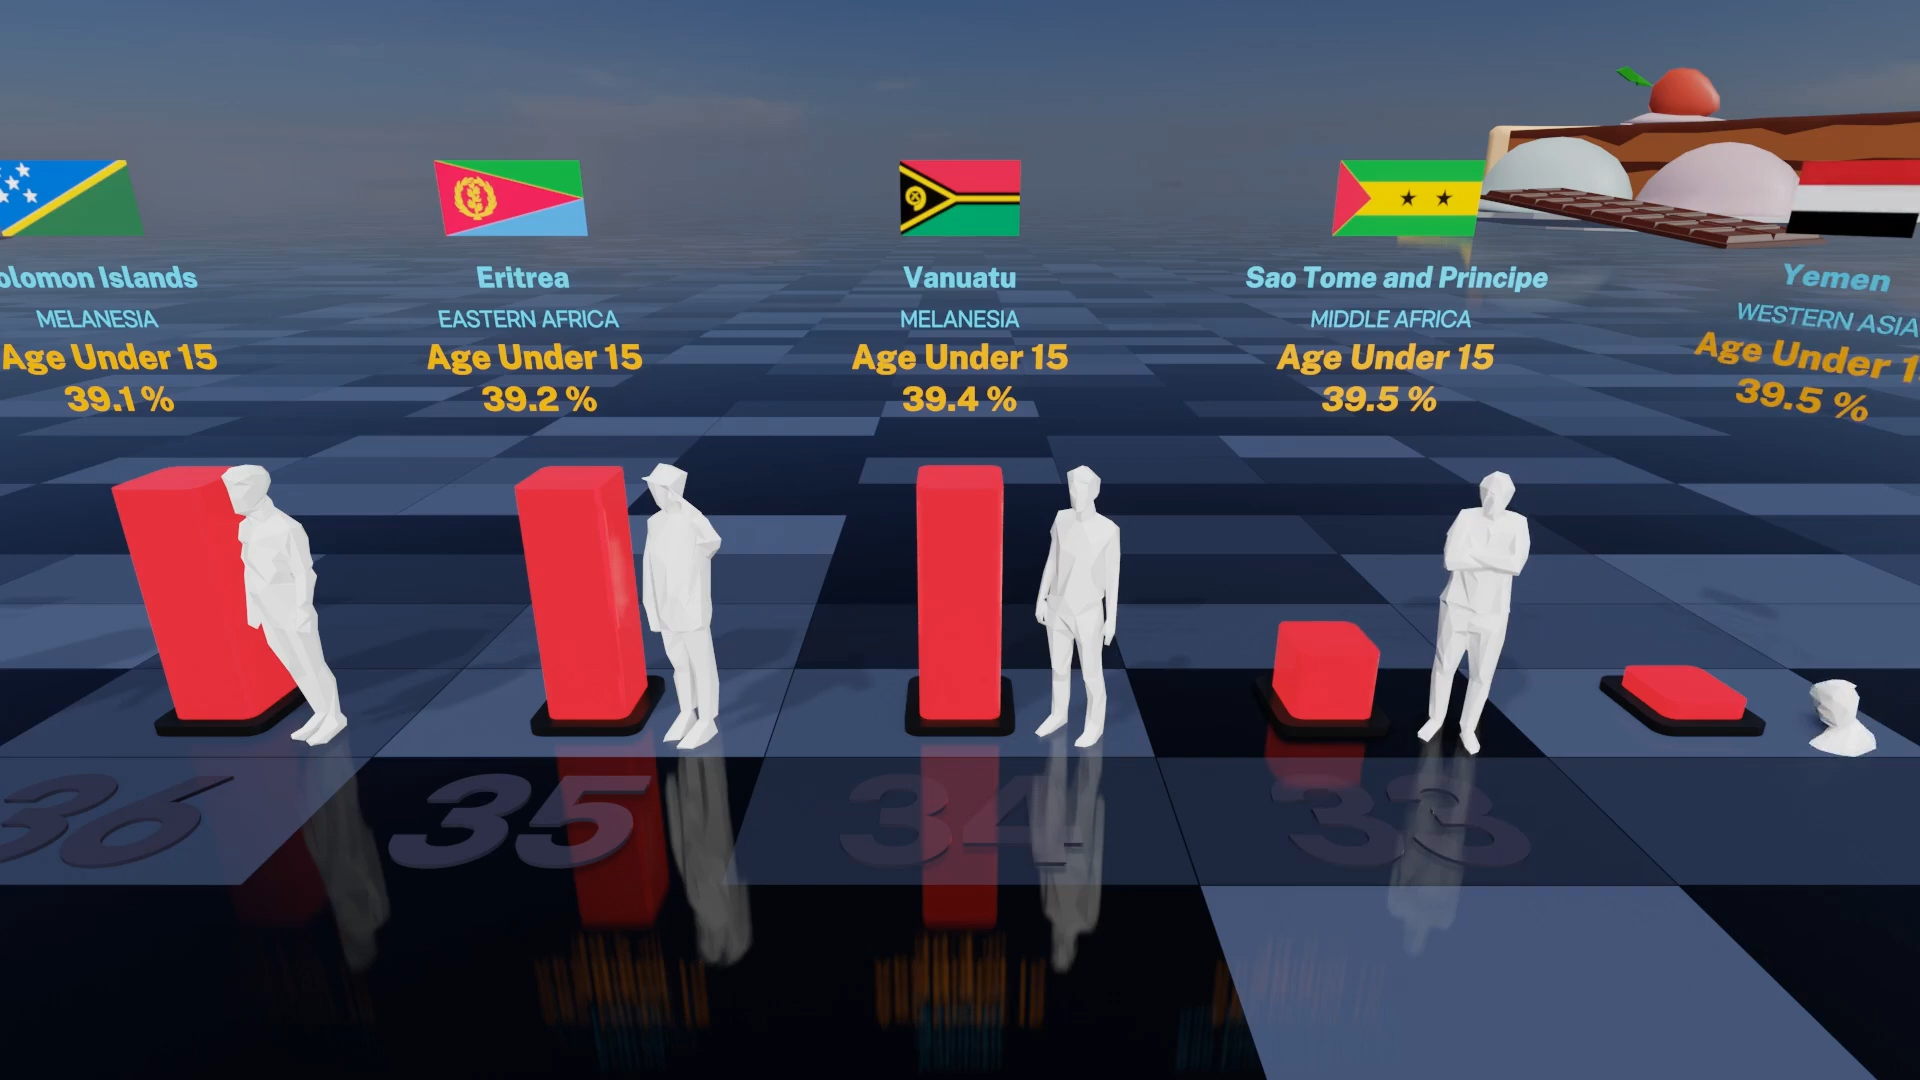 olomon Islands
MELANESIA
Age Under 15
39.1 %
Eritrea
EASTERN AFRICA
Age Under 15
39.2 %
Vanuatu
MELANESIA
Age Under 15
39.4 %
Sao Tome and Principe
MIDDLE AFRICA
Age Under 15
39.5 %
Yemen
WESTERN ASIA
Age Under 1
39.5 %
36
35
34
33